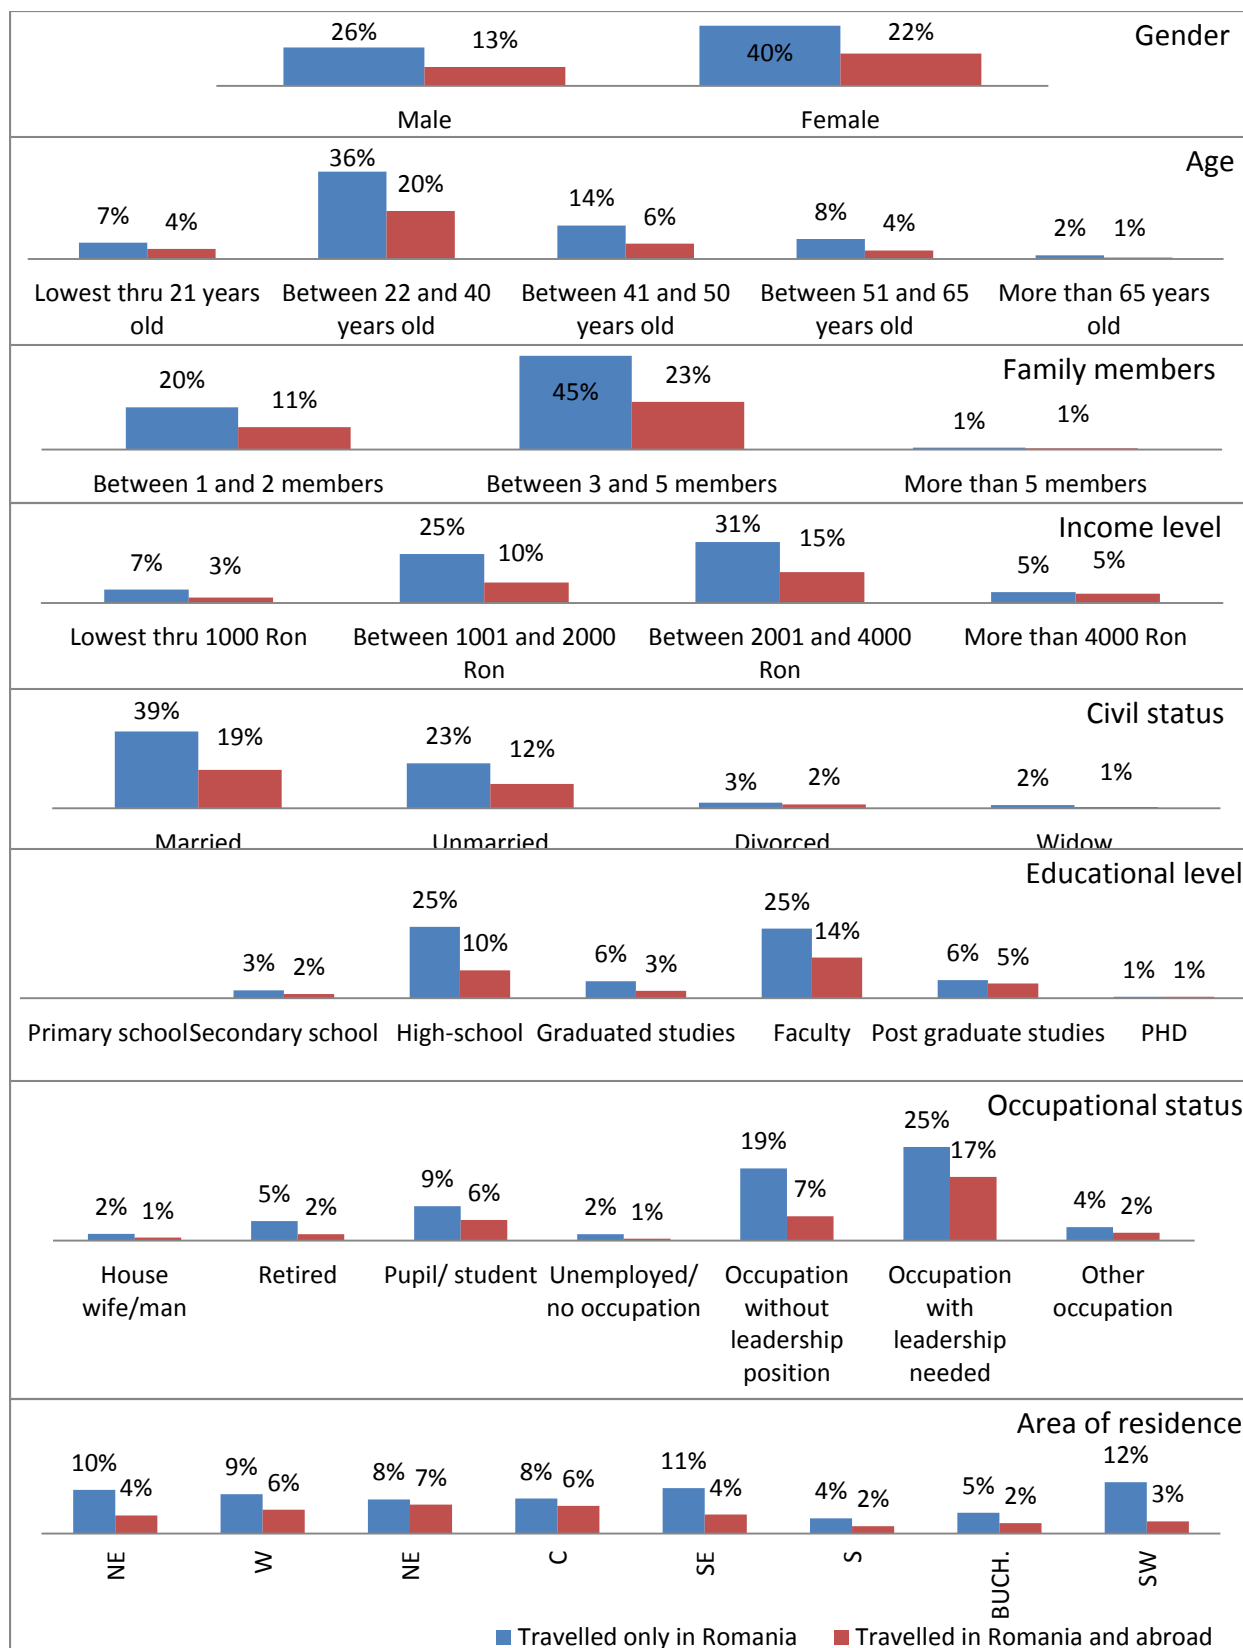 Gender
26% 13% 40% 22%
Male Female
Age
7% 4% 36% 20% 14% 6% 8% 4% 2% 1%
Lowest thru 21 years old Between 22 and 40 years old Between 41 and 50 years old Between 51 and 65 years old More than 65 years old
Family members
20% 11% 45% 23% 1% 1%
Between 1 and 2 members Between 3 and 5 members More than 5 members
Income level
7% 3% 25% 10% 31% 15% 5% 5%
Lowest thru 1000 Ron Between 1001 and 2000 Ron Between 2001 and 4000 Ron More than 4000 Ron
Civil status
39% 19% 23% 12% 3% 2% 2% 1%
Married Unmarried Divorced Widow
Educational level
3% 2% 25% 10% 6% 3% 25% 14% 6% 5% 1% 1%
Primary school Secondary school High-school Graduated studies Faculty Post graduate studies PHD
Occupational status
2% 1% 5% 2% 9% 6% 2% 1% 19% 7% 25% 17% 4% 2%
House wife/man Retired Pupil/ student Unemployed/ no occupation Occupation without leadership position Occupation with leadership needed Other occupation
Area of residence
10% 4% 9% 6% 8% 7% 8% 6% 11% 4% 4% 2% 5% 2% 12% 3%
NE W NE C SE S BUCH. SW
Travelled only in Romania Travelled in Romania and abroad